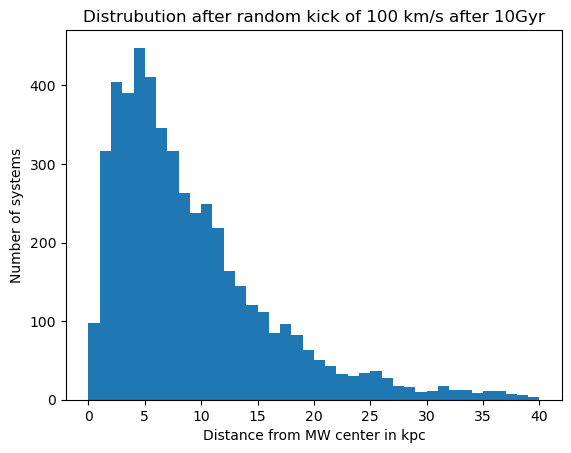 Distrubution after random kick of 100 km/s after 10Gyr
Number of systems
400
300
200
100
0
0 5 10 15 20 25 30 35 40
Distance from MW center in kpc